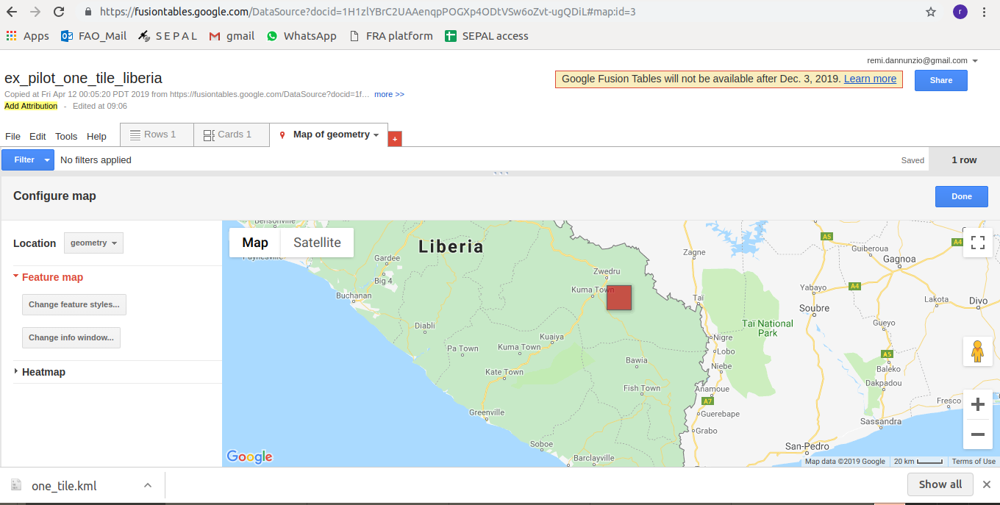 https://fusiontables.google.com/DataSource?docid=1H1zlYBrC2UAAenqpPOGXp4ODtVSw6oZvt-ugQDiL#map:id=3
r
Apps FAO_Mail S E P A L gmail WhatsApp FRA platform SEPAL access
remi.dannunzio@gmail.com
ex_pilot_one_tile_liberia
Google Fusion Tables will not be available after Dec. 3, 2019. Learn more
Share
Copied at Fri Apr 12 00:05:20 PDT 2019 from https://fusiontables.google.com/DataSource?docid=1f... more >>
Add Attribution - Edited at 09:06
File Edit Tools Help
Rows 1
Cards 1
Map of geometry
+
Filter
No filters applied
Saved
1 row
Configure map
Done
Location
geometry
Feature map
Change feature styles...
Change info window...
Heatmap
Map
Satellite
Bensonville
Paynesville
Liberia
Gardee
Big 4
Buchanan
Diabli
Zwedru
Kuma Town
Pa Town
Kuma Town
Kuaiya
Kate Town
Bawia
Fish Town
Greenville
Soboe
Barclayville
Zagne
Taï
Taï National
Park
Nigre
Lobo
Niebe
Anamoue
A7
Guerebape
Grabo
A5
Guiberoua
Gagnoa
A4
Yabayo
A4
Soubre
Lakota
Divo
Gueyo
A5
Baleko
Dakpadou
Fresco
Sassandra
San-Pedro
Google
Map data ©2019 Google
20 km
Terms of Use
one_tile.kml
Show all